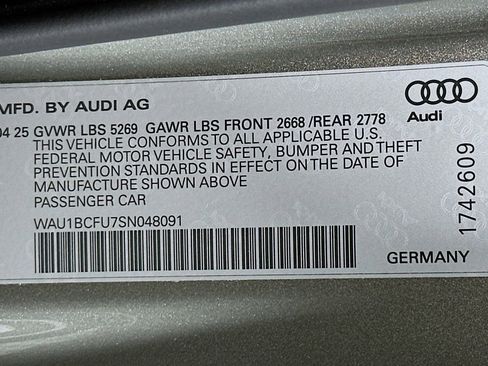 MFD. BY AUDI AG
04 25 GVWR LBS 5269 GAWR LBS FRONT 2668 /REAR 2778
THIS VEHICLE CONFORMS TO ALL APPLICABLE U.S.
FEDERAL MOTOR VEHICLE SAFETY, BUMPER AND THEFT
PREVENTION STANDARDS IN EFFECT ON THE DATE OF
MANUFACTURE SHOWN ABOVE
PASSENGER CAR
WAU1BCFU7SN048091
Audi
1742609
GERMANY